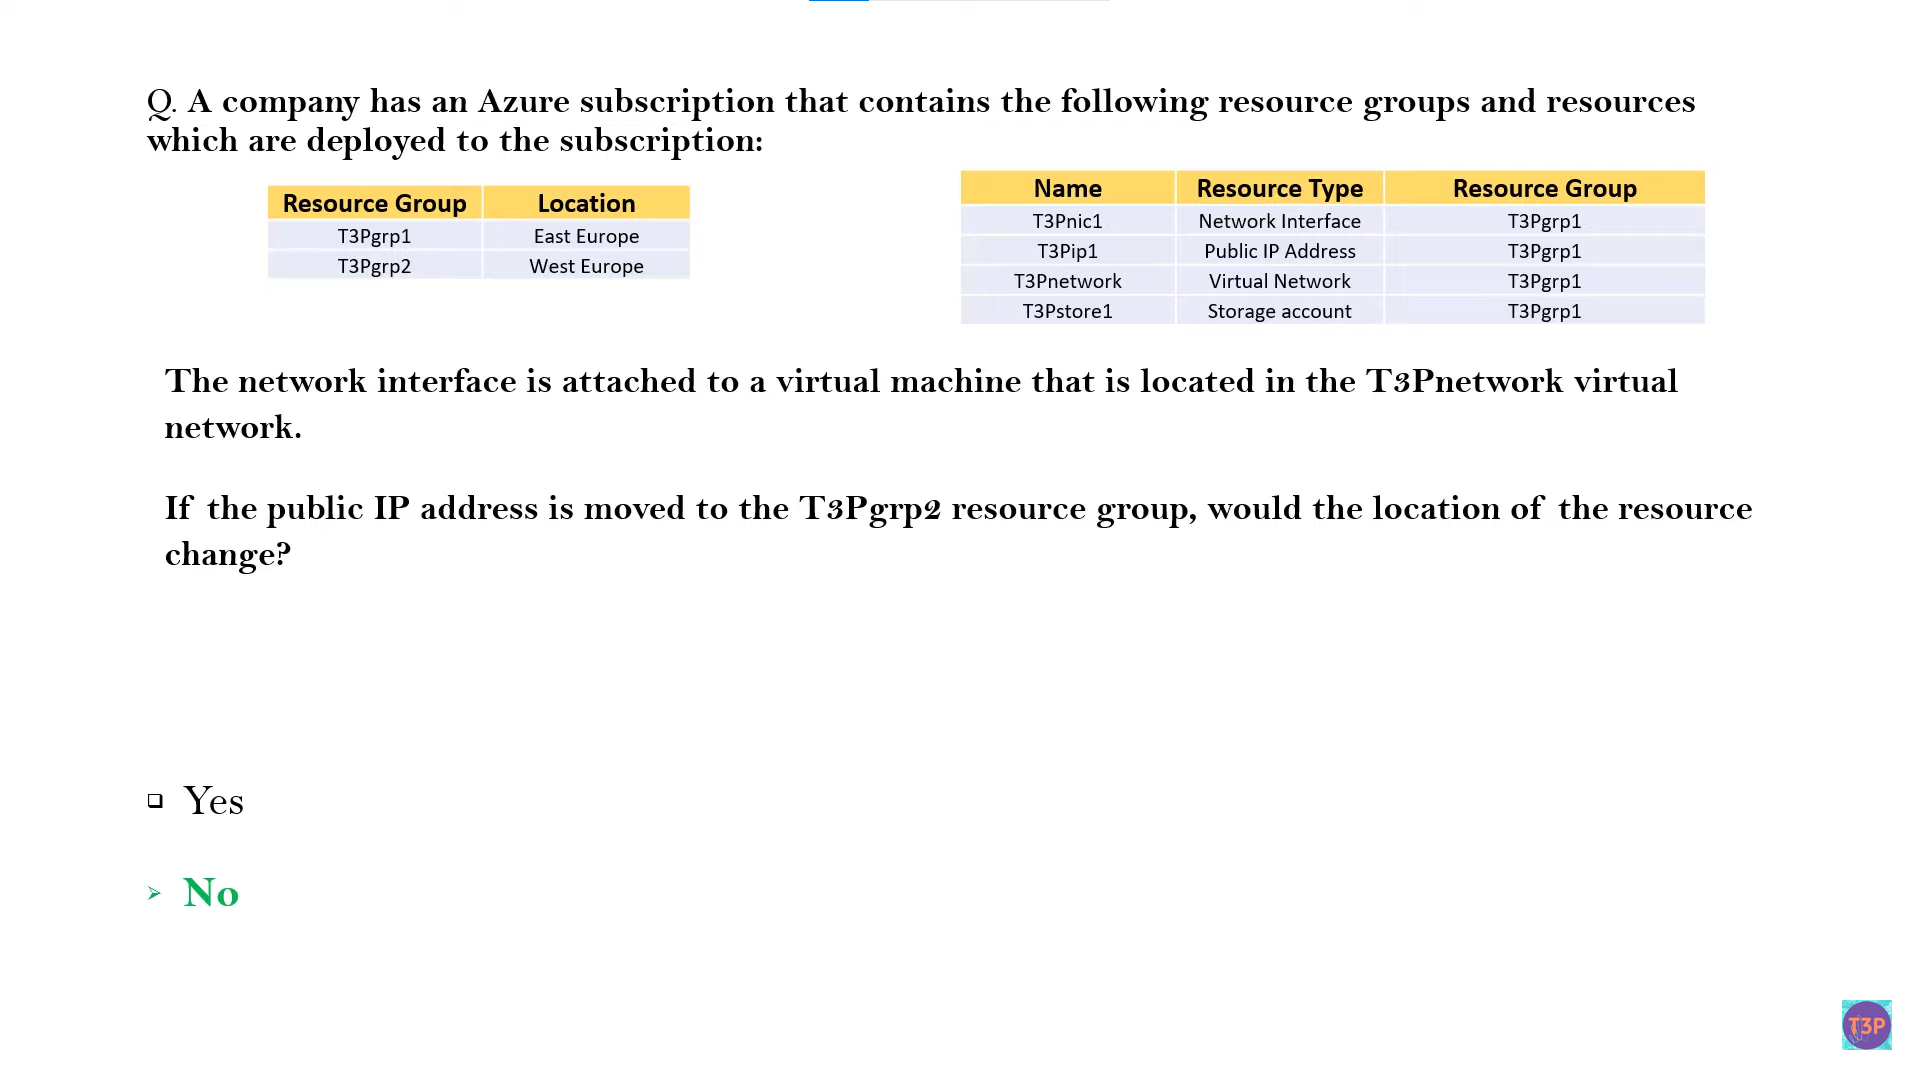 Q. A company has an Azure subscription that contains the following resource groups and resources
which are deployed to the subscription:
Resource Group Location
T3Pgrp1 East Europe
T3Pgrp2 West Europe
Name Resource Type Resource Group
T3Pnic1 Network Interface T3Pgrp1
T3Pip1 Public IP Address T3Pgrp1
T3Pnetwork Virtual Network T3Pgrp1
T3Pstore1 Storage account T3Pgrp1
The network interface is attached to a virtual machine that is located in the T3Pnetwork virtual
network.
If the public IP address is moved to the T3Pgrp2 resource group, would the location of the resource
change?
Yes
No
T3P